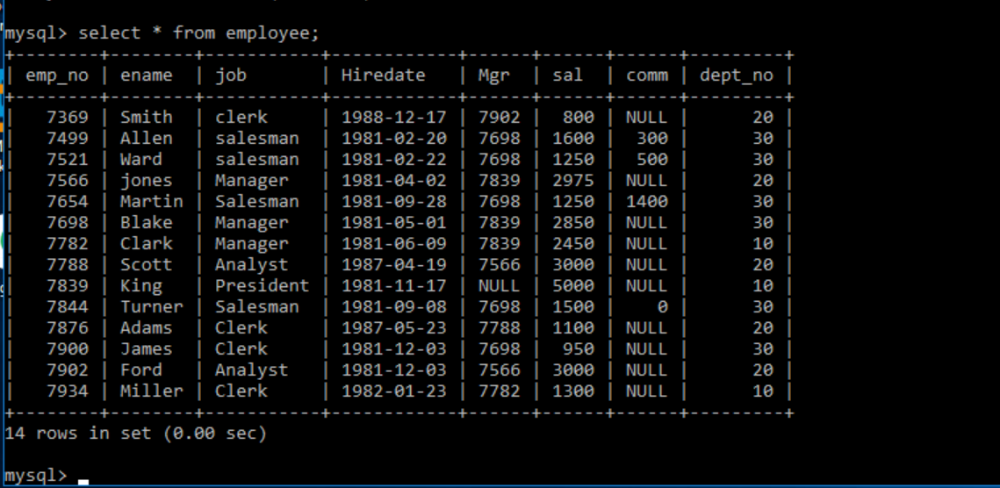 mysql> select * from employee;
+--------+--------+-----------+------------+------+------+------+---------+
| emp_no | ename  | job       | Hiredate   | Mgr  | sal  | comm | dept_no |
+--------+--------+-----------+------------+------+------+------+---------+
|   7369 | Smith  | clerk     | 1988-12-17 | 7902 |  800 | NULL |      20 |
|   7499 | Allen  | salesman  | 1981-02-20 | 7698 | 1600 |  300 |      30 |
|   7521 | Ward   | salesman  | 1981-02-22 | 7698 | 1250 |  500 |      30 |
|   7566 | jones  | Manager   | 1981-04-02 | 7839 | 2975 | NULL |      20 |
|   7654 | Martin | Salesman  | 1981-09-28 | 7698 | 1250 | 1400 |      30 |
|   7698 | Blake  | Manager   | 1981-05-01 | 7839 | 2850 | NULL |      30 |
|   7782 | Clark  | Manager   | 1981-06-09 | 7839 | 2450 | NULL |      10 |
|   7788 | Scott  | Analyst   | 1987-04-19 | 7566 | 3000 | NULL |      20 |
|   7839 | King   | President | 1981-11-17 | NULL | 5000 | NULL |      10 |
|   7844 | Turner | Salesman  | 1981-09-08 | 7698 | 1500 |    0 |      30 |
|   7876 | Adams  | Clerk     | 1987-05-23 | 7788 | 1100 | NULL |      20 |
|   7900 | James  | Clerk     | 1981-12-03 | 7698 |  950 | NULL |      30 |
|   7902 | Ford   | Analyst   | 1981-12-03 | 7566 | 3000 | NULL |      20 |
|   7934 | Miller | Clerk     | 1982-01-23 | 7782 | 1300 | NULL |      10 |
+--------+--------+-----------+------------+------+------+------+---------+
14 rows in set (0.00 sec)
mysql>